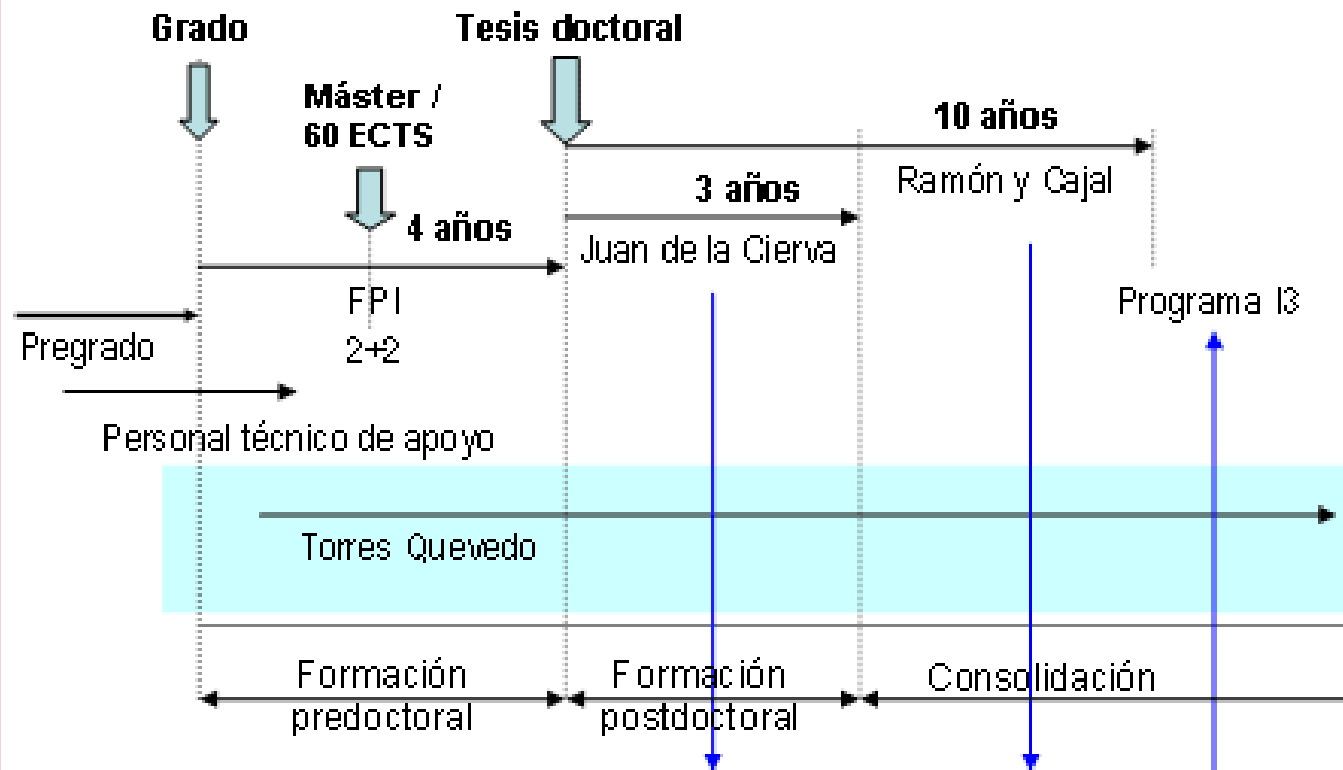 Grado
Tesis doctoral
Máster /
60 ECTS
10 años
Ramón y Cajal
3 años
Juan de la Cierva
4 años
FPI
2+2
Pregrado
Programa I3
Personal técnico de apoyo
Torres Quevedo
Formación
predoctoral
Formación
postdoctoral
Consolidación